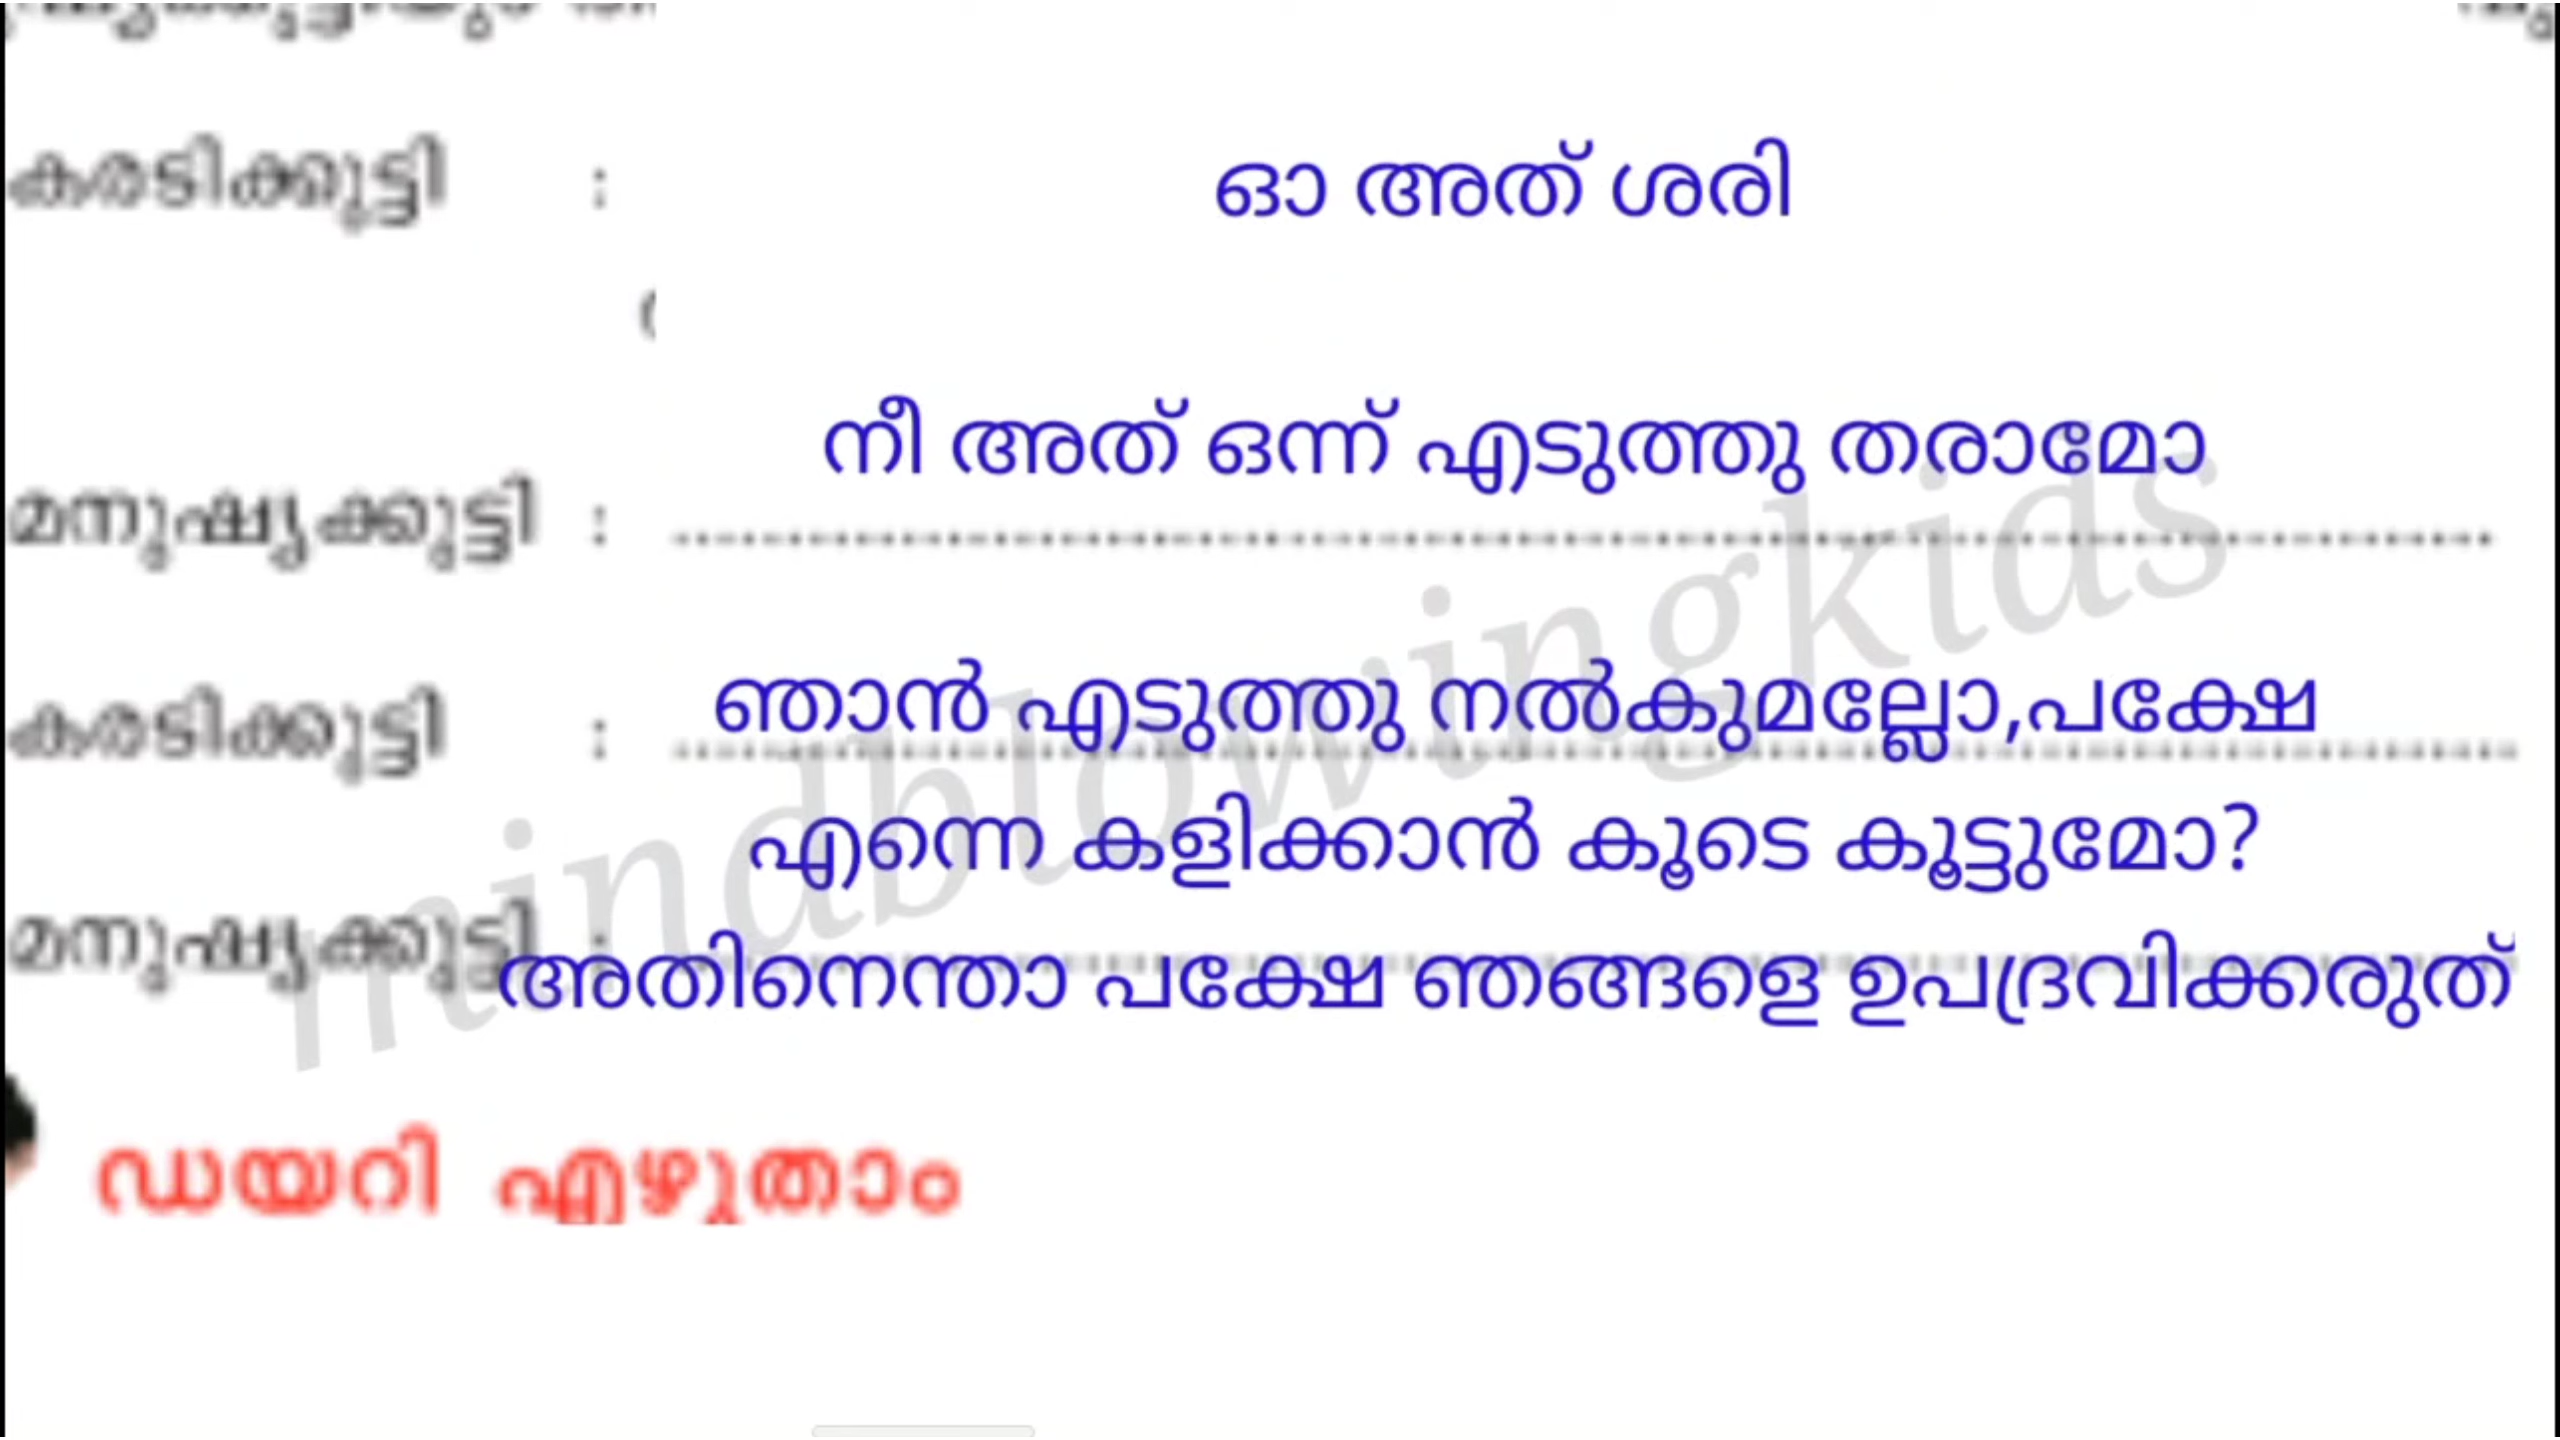 കരടിക്കുട്ടി : ഓ അത് ശരി
നീ അത് ഒന്ന് എടുത്തു തരാമോ
മനുഷ്യക്കുട്ടി :
കരടിക്കുട്ടി : ഞാൻ എടുത്തു നൽകുമല്ലോ,പക്ഷേ
എന്നെ കളിക്കാൻ കൂടെ കൂട്ടുമോ?
മനുഷ്യക്കുട്ടി : അതിനെന്താ പക്ഷേ ഞങ്ങളെ ഉപദ്രവിക്കരുത്
mindblowingkids
ഡയറി എഴുതാം